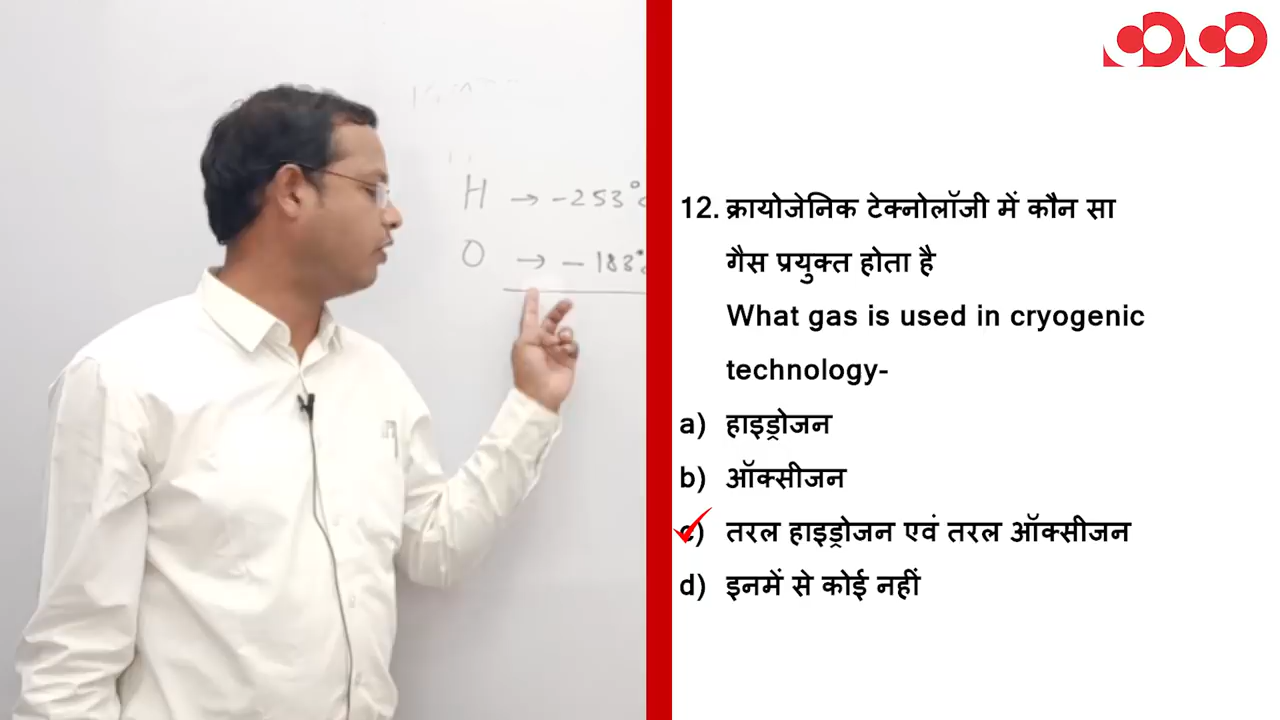 H → -253°
O → - 183°
12. क्रायोजेनिक टेक्नोलॉजी में कौन सा
गैस प्रयुक्त होता है
What gas is used in cryogenic
technology-
a) हाइड्रोजन
b) ऑक्सीजन
c) तरल हाइड्रोजन एवं तरल ऑक्सीजन
d) इनमें से कोई नहीं